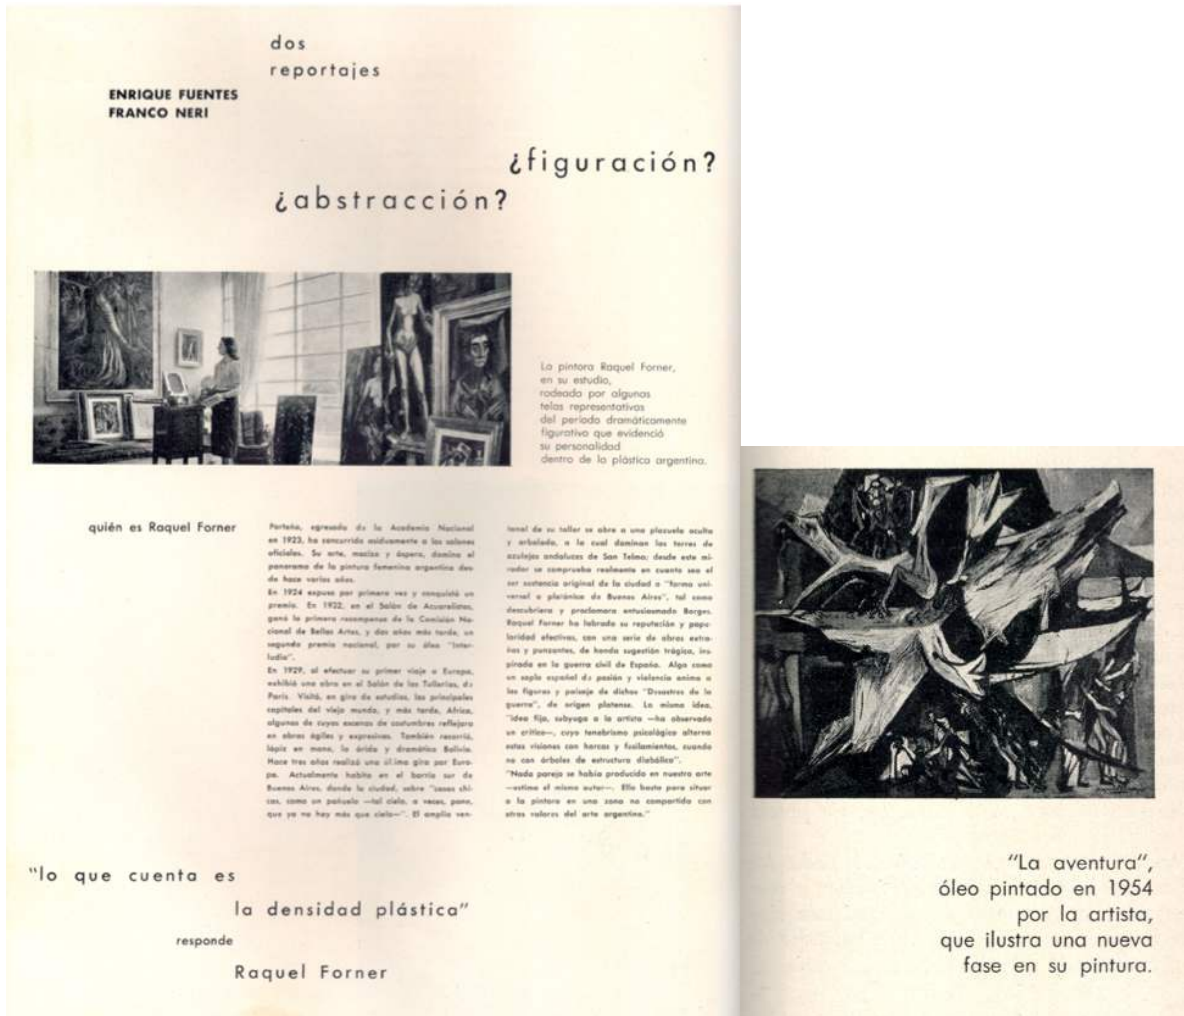 dos
reportajes
ENRIQUE FUENTES
FRANCO NERI
¿figuración?
¿abstracción?
La pintora Raquel Forner,
en su estudio,
rodeada por algunas
telas representativas
del período dramáticamente
figurativo que evidenció
su personalidad
dentro de la plástica argentina.
quién es Raquel Forner
Porteña, egresada de la Academia Nacional
en 1923, ha concurrido asiduamente a los salones
oficiales. Su arte, macizo y áspero, domina el
panorama de la pintura femenina argentina des-
de hace varios años.
En 1924 expuso por primera vez y conquistó un
premio. En 1932, en el Salón de Acuarelistas,
ganó la primera recompensa de la Comisión Na-
cional de Bellas Artes, y dos años más tarde, un
segundo premio nacional, por su óleo "Inter-
ludio".
En 1929, al efectuar su primer viaje a Europa,
exhibió una obra en el Salón de las Tullerías, de
París. Visitó, en gira de estudios, las principales
capitales del viejo mundo, y más tarde, Africa,
algunas de cuyas escenas de costumbres reflejara
en obras ágiles y expresivas. También recorrió,
lápiz en mano, la árida y dramática Bolivia.
Hace tres años realizó una última gira por Euro-
pa. Actualmente habita en el barrio sur de
Buenos Aires, donde la ciudad, sobre "casas chi-
cas, como un pañuelo —tal cielo, a veces, pone,
que ya no hay más que cielo—". El amplio ven-
tanal de su taller se abre a una plazuela oculta
y arbolada, a la cual dominan las torres de
azulejos andaluces de San Telmo; desde este mi-
rador se comprueba realmente en cuanto sea el
ser sustancia original de la ciudad o "forma uni-
versal o platónica de Buenos Aires", tal como
descubriera y proclamara entusiasmado Borges.
Raquel Forner ha labrado su reputación y popu-
laridad efectivas, con una serie de obras extra-
ñas y punzantes, de honda sugestión trágica, ins-
pirada en la guerra civil de España. Algo como
un soplo español de pasión y violencia anima a
las figuras y paisaje de dichos "Desastres de la
guerra", de origen platense. La misma idea,
"idea fija, subyuga a la artista —ha observado
un crítico—, cuyo tenebrismo psicológico alterna
estas visiones con horcas y fusilamientos, cuando
no con árboles de estructura diabólica".
"Nada parejo se había producido en nuestro arte
—estima el mismo autor—. Ello basta para situar
a la pintora en una zona no compartida con
otros valores del arte argentino."
"lo que cuenta es
la densidad plástica"
responde
Raquel Forner
"La aventura",
óleo pintado en 1954
por la artista,
que ilustra una nueva
fase en su pintura.